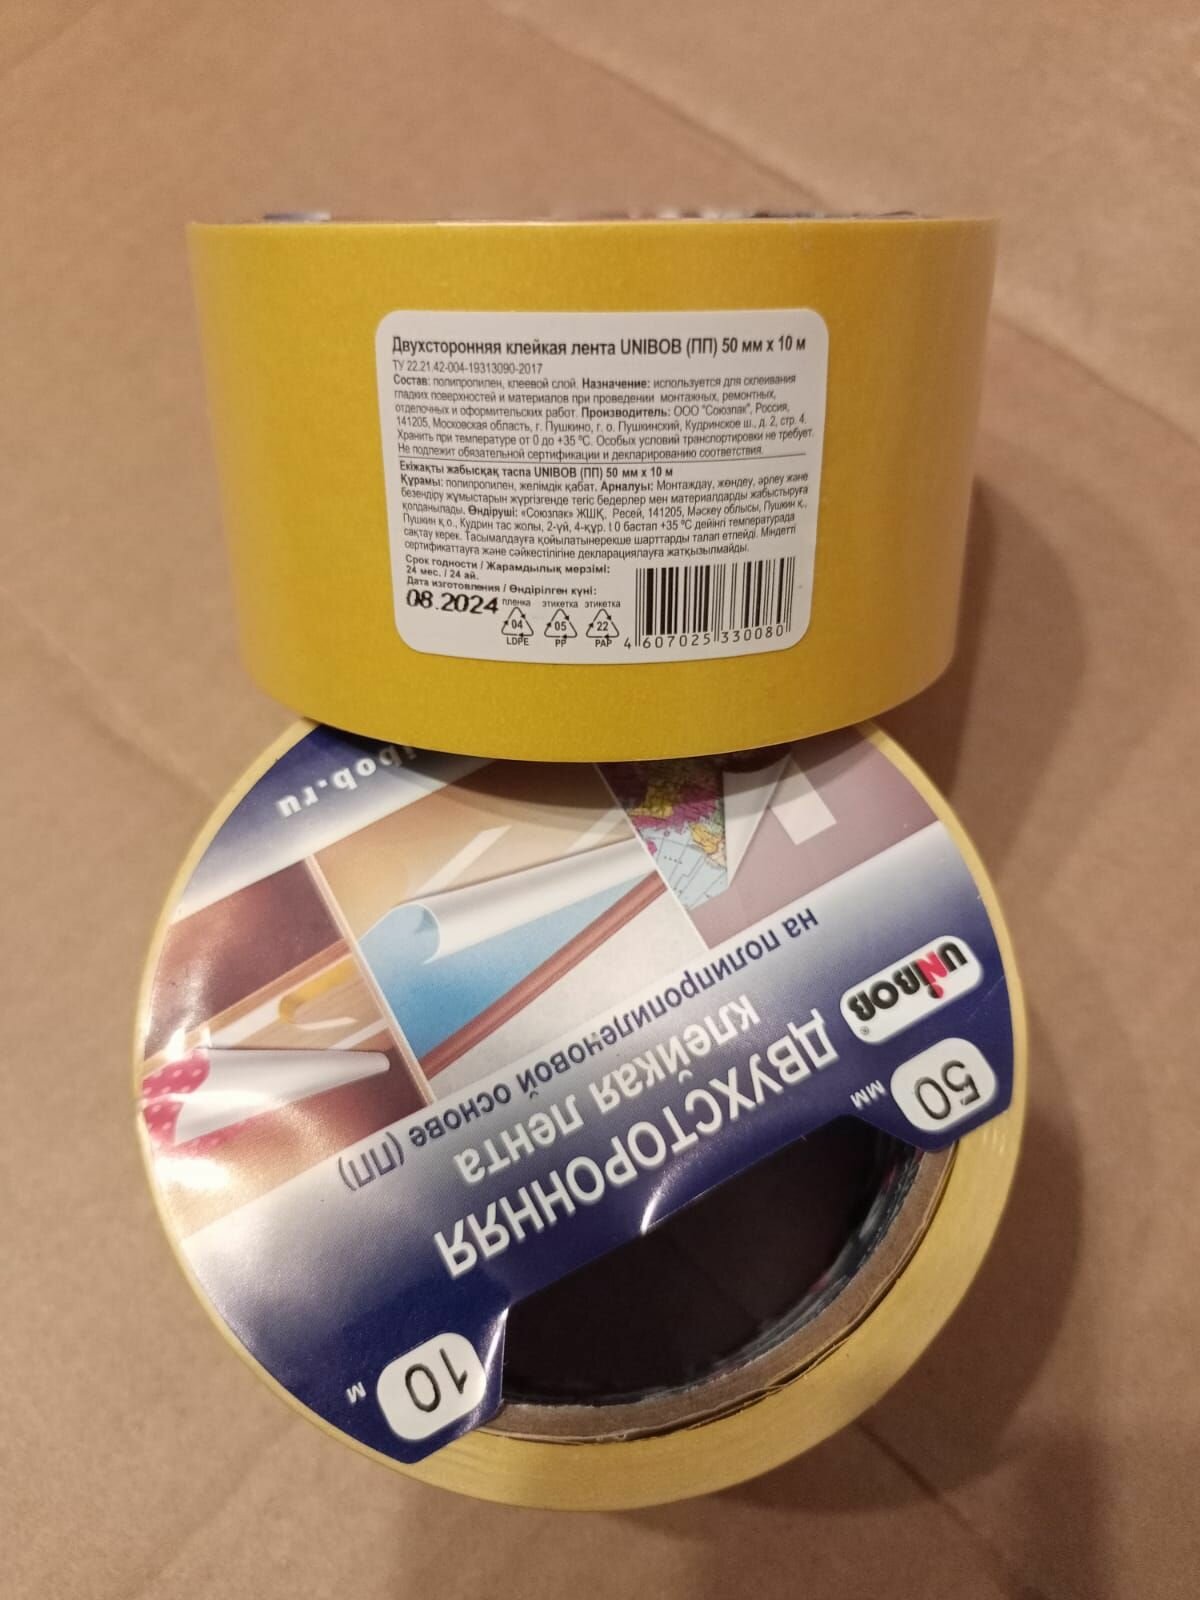 Двухсторонняя клейкая лента UNIBOB (ПП) 50 мм х 10 м
ТУ 22.21.42-004-19313090-2017
Состав: полипропилен, клеевой слой. Назначение: используется для склеивания
гладких поверхностей и материалов при проведении монтажных, ремонтных,
отделочных и оформительских работ. Производитель: ООО "Союзпак", Россия,
141205, Московская область, г. Пушкино, г. о. Пушкинский, Кудринское ш., д. 2, стр. 4.
Хранить при температуре от 0 до +35 °С. Особых условий транспортировки не требует.
Не подлежит обязательной сертификации и декларированию соответствия.
Екіжақты жабысқақ таспа UNIBOB (ПП) 50 мм х 10 м
Құрамы: полипропилен, желімдік қабат. Арналуы: Монтаждау, жөндеу, әрлеу және
безендіру жұмыстарын жүргізгенде тегіс бедерлер мен материалдарды жабыстыруға
қолданылады. Өндіруші: «Союзпак» ЖШҚ, Ресей, 141205, Мәскеу облысы, Пушкин қ.,
Пушкин қ.о., Кудрин тас жолы, 2-үй, 4-құр. t 0 бастап +35 °С дейінгі температурада
сақтау керек. Тасымалдауға қойылатынерекше шарттарды талап етпейді. Міндетті
сертификаттауға және сәйкестілігіне декларациялауға жатқызылмайды.
Срок годности / Жарамдылық мерзімі:
24 мес. / 24 ай.
Дата изготовления / Өндірілген күні:
08.2024
пленка этикетка этикетка
04 05 22
LDPE PP PAP
4 607025 330080
10 м
50 мм
UNIBOB®
ДВУХСТОРОННЯЯ
клейкая лента
на полипропиленовой основе (ПП)
ibob.ru